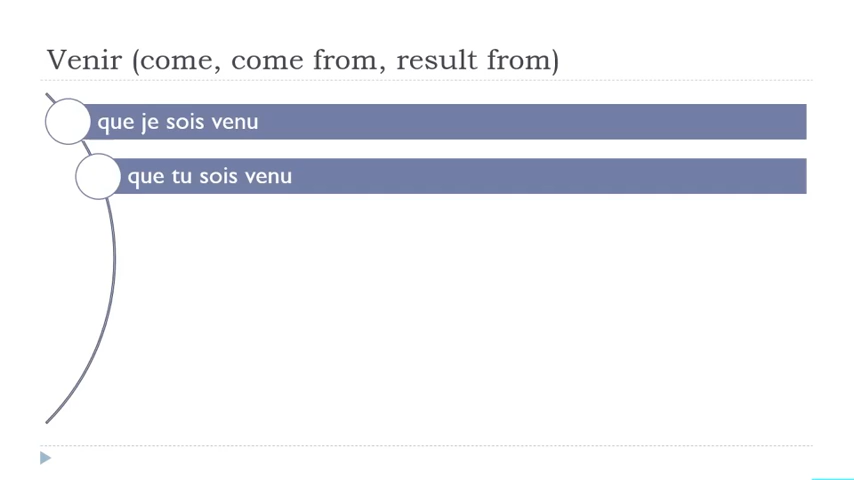 Venir (come, come from, result from)
que je sois venu
que tu sois venu